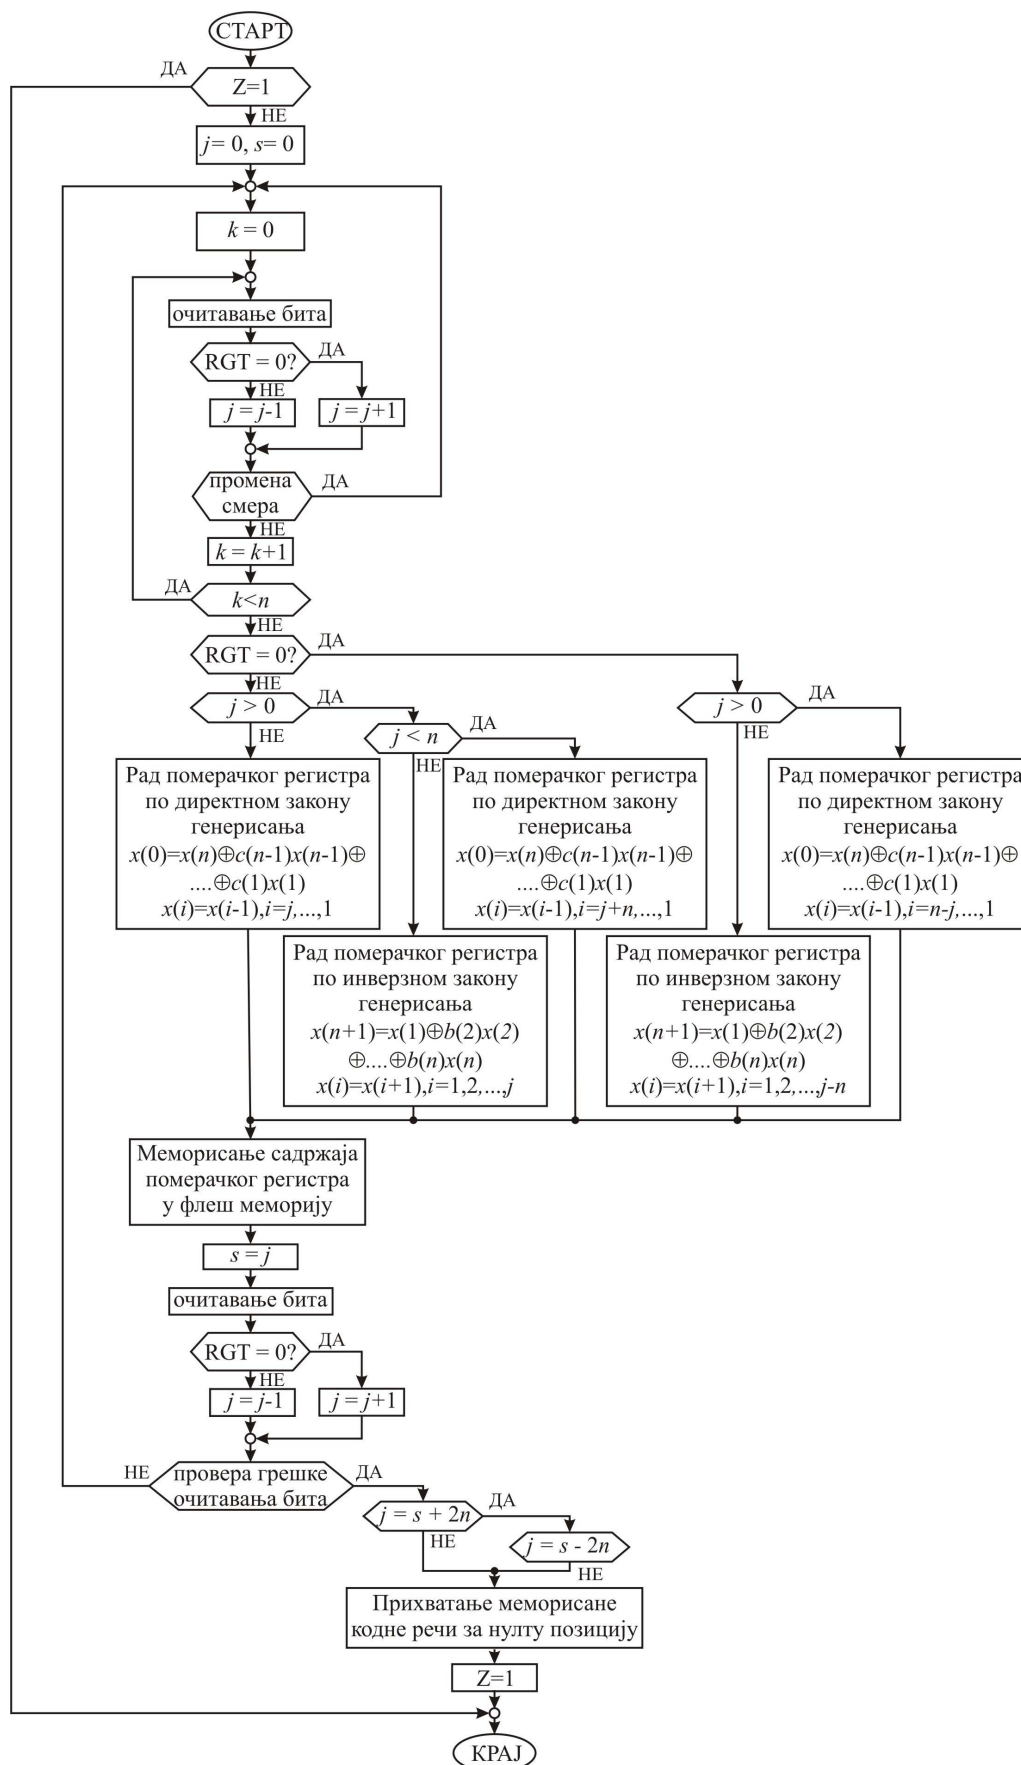 СТАРТ
ДА
Z=1
НЕ
j= 0, s= 0
k = 0
очитавање бита
RGT = 0?
ДА
НЕ
j = j-1
j = j+1
промена
смера
ДА
НЕ
k = k+1
ДА
k<n
НЕ
RGT = 0?
ДА
НЕ
j > 0
ДА
НЕ
j < n
ДА
НЕ
j > 0
ДА
НЕ
Рад померачког регистра
по директном закону
генерисања
x(0)=x(n)⊕c(n-1)x(n-1)⊕
....⊕c(1)x(1)
x(i)=x(i-1),i=j,...,1
Рад померачког регистра
по директном закону
генерисања
x(0)=x(n)⊕c(n-1)x(n-1)⊕
....⊕c(1)x(1)
x(i)=x(i-1),i=j+n,...,1
Рад померачког регистра
по директном закону
генерисања
x(0)=x(n)⊕c(n-1)x(n-1)⊕
....⊕c(1)x(1)
x(i)=x(i-1),i=n-j,...,1
Рад померачког регистра
по инверзном закону
генерисања
x(n+1)=x(1)⊕b(2)x(2)
⊕....⊕b(n)x(n)
x(i)=x(i+1),i=1,2,...,j
Рад померачког регистра
по инверзном закону
генерисања
x(n+1)=x(1)⊕b(2)x(2)
⊕....⊕b(n)x(n)
x(i)=x(i+1),i=1,2,...,j-n
Меморисање садржаја
померачког регистра
у флеш меморију
s = j
очитавање бита
RGT = 0?
ДА
НЕ
j = j-1
j = j+1
НЕ
провера грешке
очитавања бита
ДА
j = s + 2n
ДА
НЕ
j = s - 2n
НЕ
Прихватање меморисане
кодне речи за нулту позицију
Z=1
КРАЈ